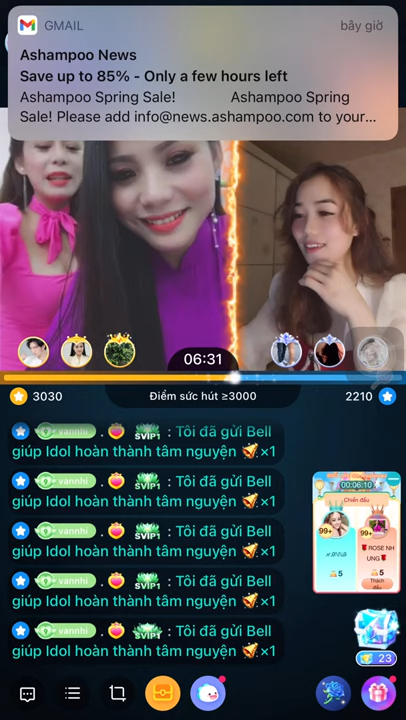 GMAIL
bây giờ
Ashampoo News
Save up to 85% - Only a few hours left
Ashampoo Spring Sale! Ashampoo Spring
Sale! Please add info@news.ashampoo.com to your...
06:31
3030
Điểm sức hút ≥3000
2210
vannhi . SVIP1 : Tôi đã gửi Bell
giúp Idol hoàn thành tâm nguyện ×1
vannhi . SVIP1 : Tôi đã gửi Bell
giúp Idol hoàn thành tâm nguyện ×1
vannhi . SVIP1 : Tôi đã gửi Bell
giúp Idol hoàn thành tâm nguyện ×1
vannhi . SVIP1 : Tôi đã gửi Bell
giúp Idol hoàn thành tâm nguyện ×1
vannhi . SVIP1 : Tôi đã gửi Bell
giúp Idol hoàn thành tâm nguyện ×1
00:06:10
Chiến đấu
99+
99+
ROSE NH
UNG
5
5
Thách
đấu
23